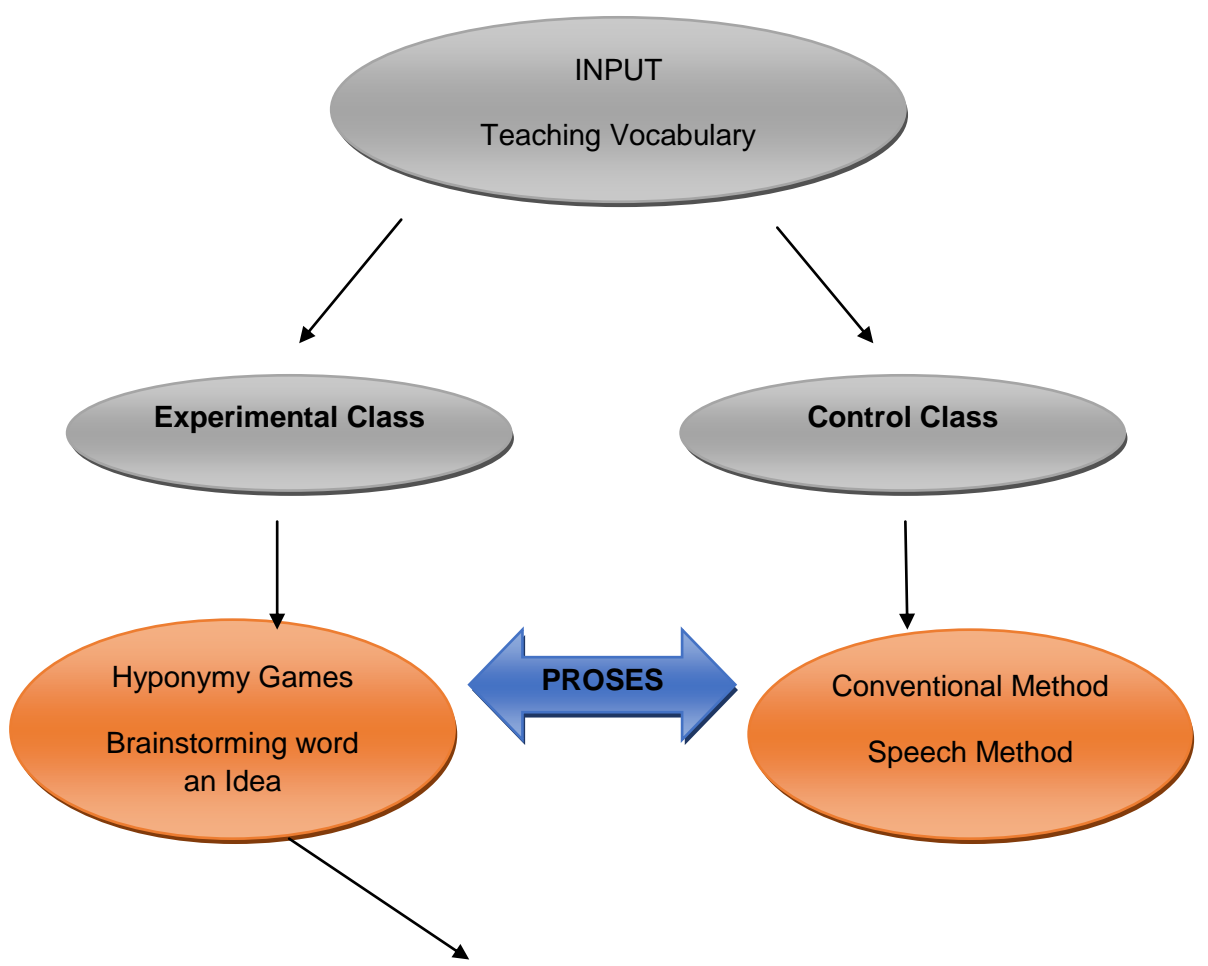 INPUT
Teaching Vocabulary
Experimental Class
Control Class
Hyponymy Games
Brainstorming word
an Idea
PROSES
Conventional Method
Speech Method